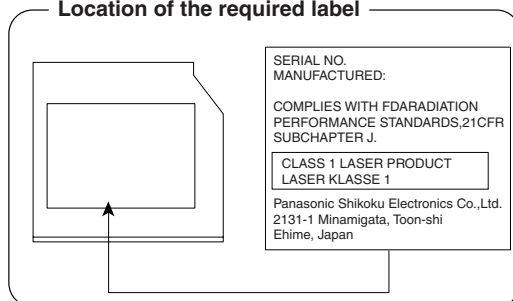 Location of the required label
SERIAL NO.
MANUFACTURED:
COMPLIES WITH FDARADIATION
PERFORMANCE STANDARDS,21CFR
SUBCHAPTER J.
CLASS 1 LASER PRODUCT
LASER KLASSE 1
Panasonic Shikoku Electronics Co.,Ltd.
2131-1 Minamigata, Toon-shi
Ehime, Japan